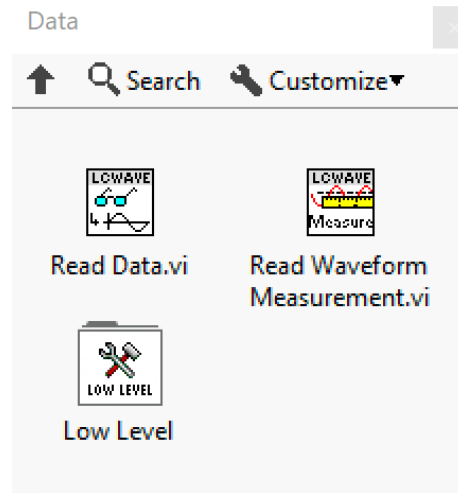 Data
Search
Customize
LCWAVE
LCWAVE
Measure
Read Data.vi
Read Waveform
Measurement.vi
LOW LEVEL
Low Level